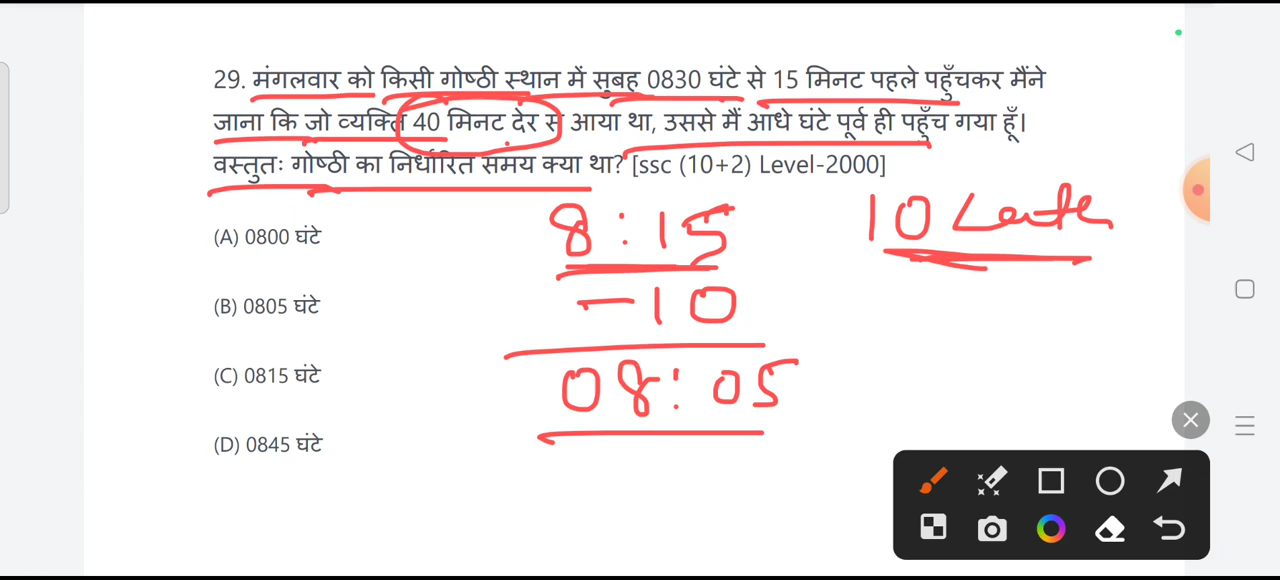 29. मंगलवार को किसी गोष्ठी स्थान में सुबह 0830 घंटे से 15 मिनट पहले पहुँचकर मैंने
जाना कि जो व्यक्ति 40 मिनट देर से आया था, उससे मैं आधे घंटे पूर्व ही पहुँच गया हूँ।
वस्तुतः गोष्ठी का निर्धारित समय क्या था? [ssc (10+2) Level-2000]
(A) 0800 घंटे
(B) 0805 घंटे
(C) 0815 घंटे
(D) 0845 घंटे
8:15
-10
08:05
10 Late